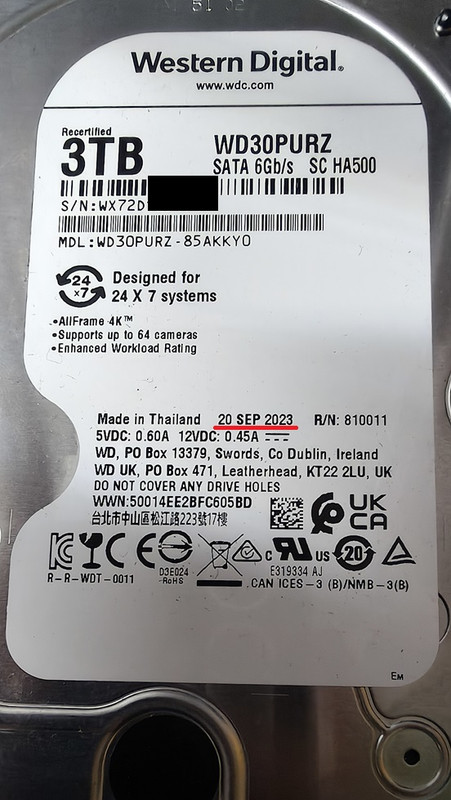 Western Digital®
www.wdc.com
Recertified
3TB
WD30PURZ
SATA 6Gb/s SC HA500
S/N:WX72D
MDL:WD30PURZ-85AKKY0
24
x7
Designed for
24 X 7 systems
•AllFrame 4K™
•Supports up to 64 cameras
•Enhanced Workload Rating
Made in Thailand 20 SEP 2023 R/N: 810011
5VDC: 0.60A 12VDC: 0.45A
WD, PO Box 13379, Swords, Co Dublin, Ireland
WD UK, PO Box 471, Leatherhead, KT22 2LU, UK
DO NOT COVER ANY DRIVE HOLES
WWN:50014EE2BFC605BD
台北市中山區松江路223號17樓
UK
CA
CE
c RU US
20
R-R-WDT-0011
D3E024
-RoHS
E319334 AJ
CAN ICES-3 (B)/NMB-3(B)
EM